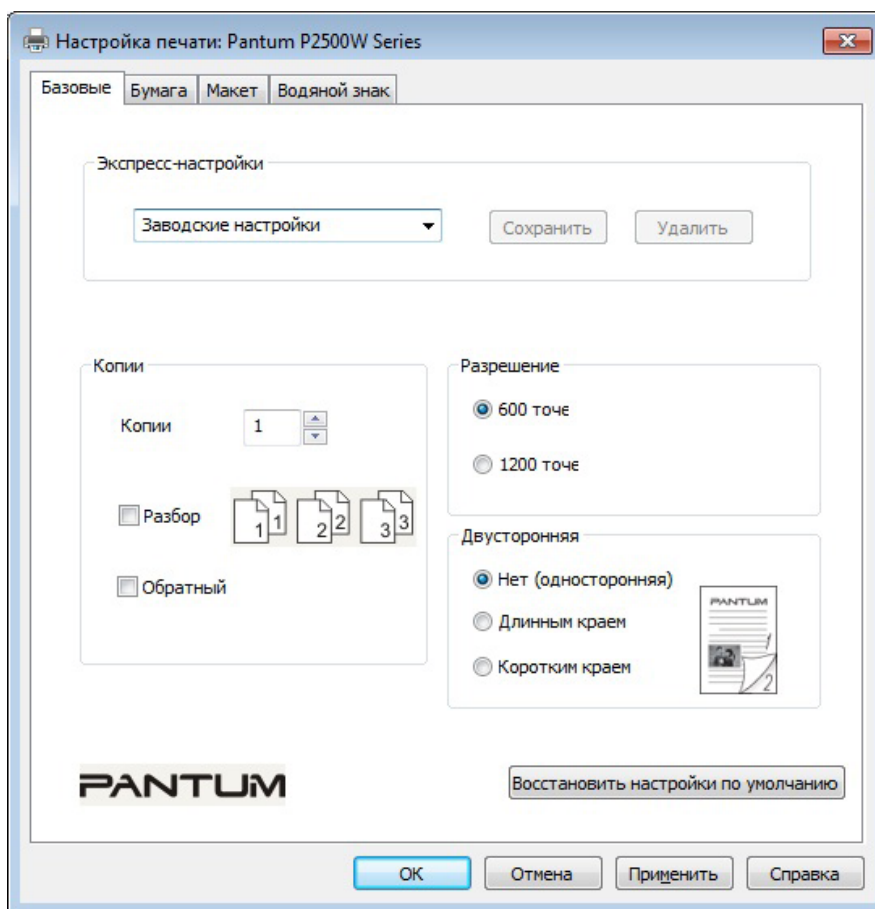 Настройка печати: Pantum P2500W Series
Базовые Бумага Макет Водяной знак
Экспресс-настройки
Заводские настройки Сохранить Удалить
Копии
Копии 1
Разбор 1 1 2 2 3 3
Обратный
Разрешение
600 точе
1200 точе
Двусторонняя
Нет (односторонняя)
Длинным краем
Коротким краем
PANTUM
1
2
PANTUM
Восстановить настройки по умолчанию
ОК Отмена Применить Справка